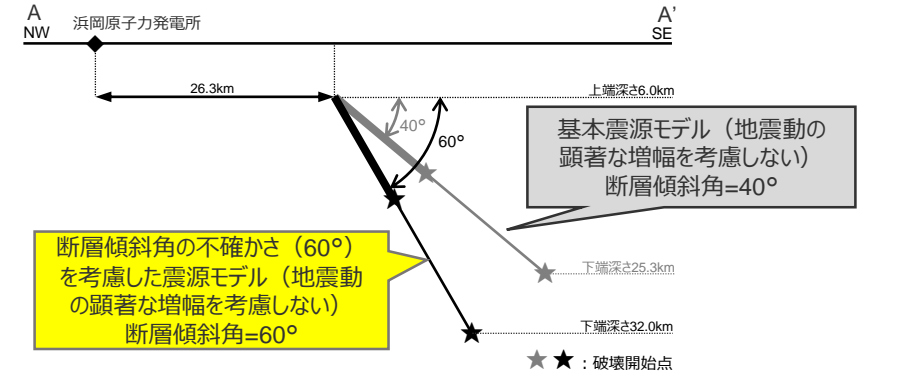 A
NW
浜岡原子力発電所
A’
SE
26.3km
上端深さ6.0km
40°
60°
基本震源モデル（地震動の
顕著な増幅を考慮しない）
断層傾斜角=40°
断層傾斜角の不確かさ（60°）
を考慮した震源モデル（地震動
の顕著な増幅を考慮しない）
断層傾斜角=60°
下端深さ25.3km
下端深さ32.0km
★ ★ ：破壊開始点